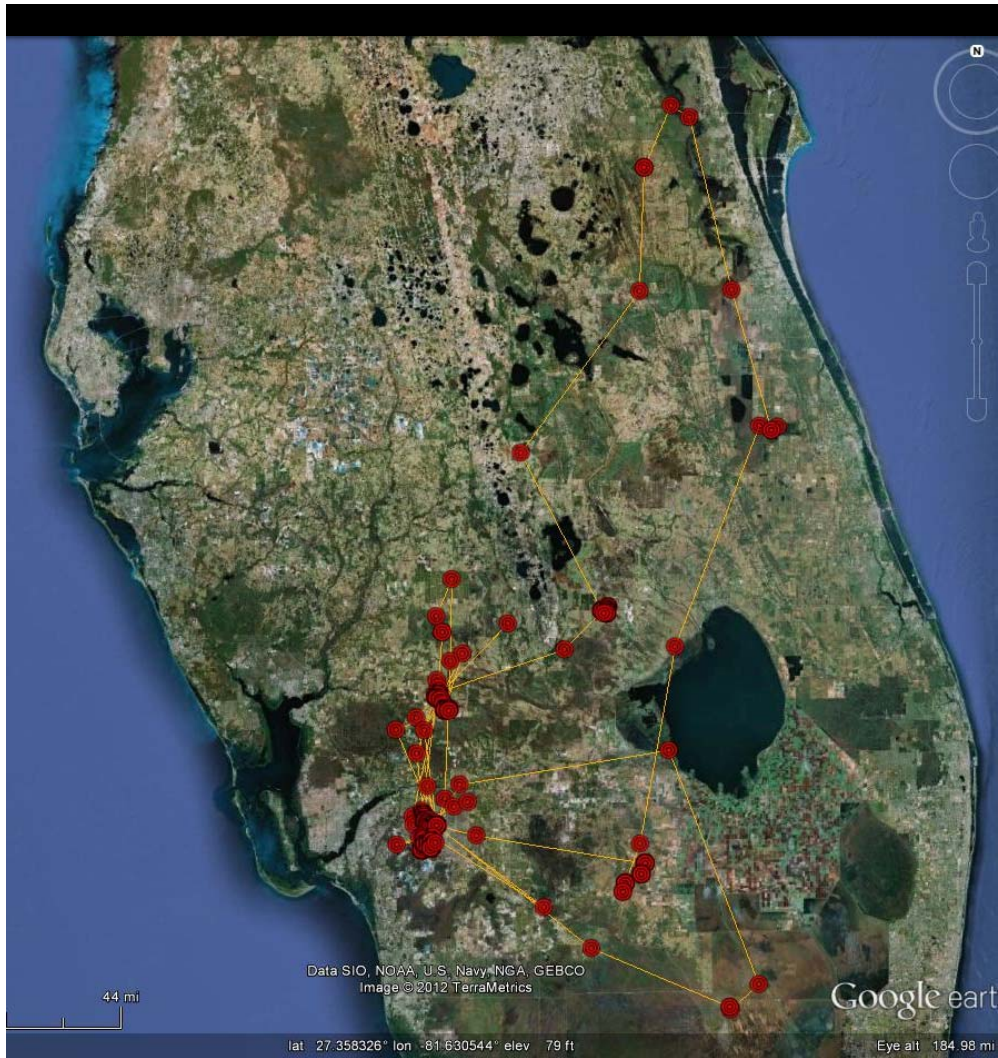 N
Data SIO, NOAA, U.S. Navy, NGA, GEBCO
Image © 2012 TerraMetrics
Google eart
44 mi
lat 27.358326° lon -81.630544° elev 79 ft
Eye alt 184.98 mi